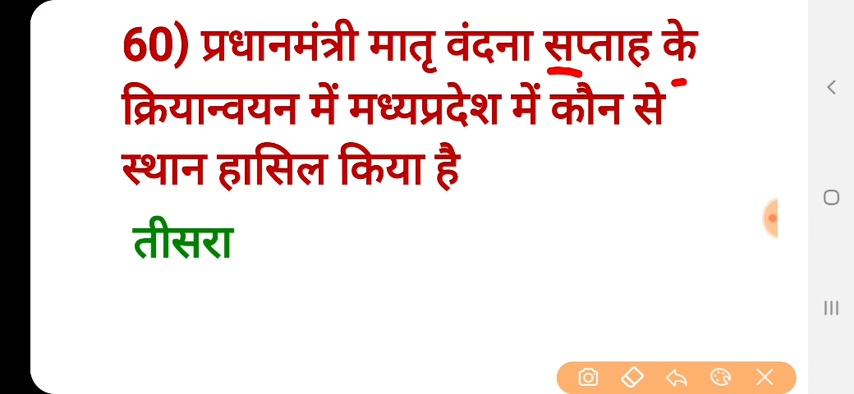 60) प्रधानमंत्री मातृ वंदना सप्ताह के
क्रियान्वयन में मध्यप्रदेश में कौन से
स्थान हासिल किया है
तीसरा